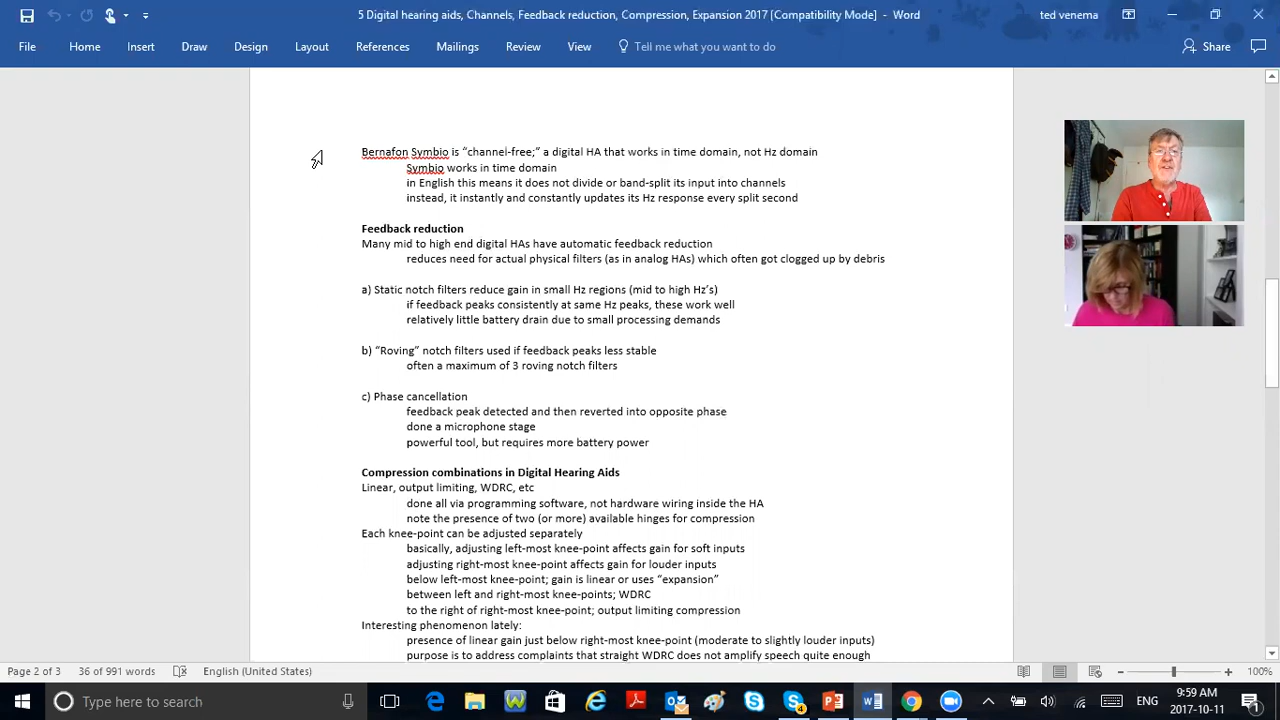 5 Digital hearing aids, Channels, Feedback reduction, Compression, Expansion 2017 [Compatibility Mode] - Word
ted venema
File Home Insert Draw Design Layout References Mailings Review View Tell me what you want to do Share
Bernafon Symbio is “channel-free;” a digital HA that works in time domain, not Hz domain
Symbio works in time domain
in English this means it does not divide or band-split its input into channels
instead, it instantly and constantly updates its Hz response every split second
Feedback reduction
Many mid to high end digital HAs have automatic feedback reduction
reduces need for actual physical filters (as in analog HAs) which often got clogged up by debris
a) Static notch filters reduce gain in small Hz regions (mid to high Hz’s)
if feedback peaks consistently at same Hz peaks, these work well
relatively little battery drain due to small processing demands
b) “Roving” notch filters used if feedback peaks less stable
often a maximum of 3 roving notch filters
c) Phase cancellation
feedback peak detected and then reverted into opposite phase
done a microphone stage
powerful tool, but requires more battery power
Compression combinations in Digital Hearing Aids
Linear, output limiting, WDRC, etc
done all via programming software, not hardware wiring inside the HA
note the presence of two (or more) available hinges for compression
Each knee-point can be adjusted separately
basically, adjusting left-most knee-point affects gain for soft inputs
adjusting right-most knee-point affects gain for louder inputs
below left-most knee-point; gain is linear or uses “expansion”
between left and right-most knee-points; WDRC
to the right of right-most knee-point; output limiting compression
Interesting phenomenon lately:
presence of linear gain just below right-most knee-point (moderate to slightly louder inputs)
purpose is to address complaints that straight WDRC does not amplify speech quite enough
Page 2 of 3 36 of 991 words English (United States) 100%
Type here to search ENG 9:59 AM
2017-10-11